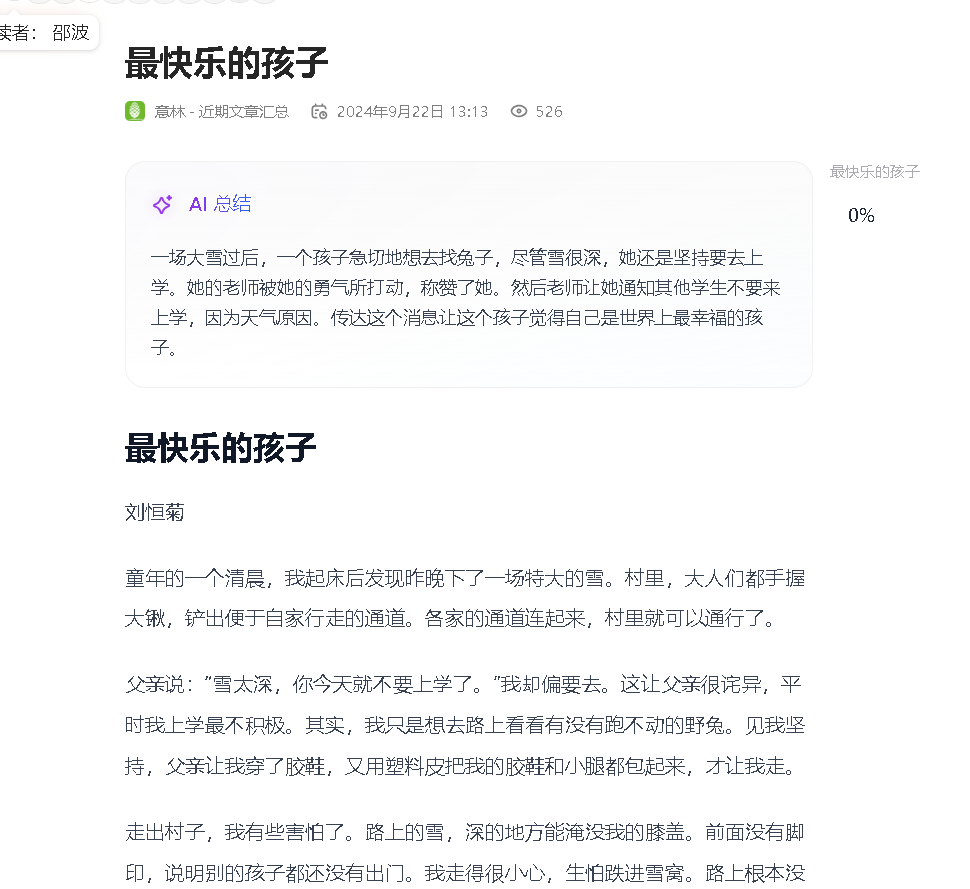 读者： 邵波
最快乐的孩子
意林 - 近期文章汇总 2024年9月22日 13:13 526
最快乐的孩子
0%
AI 总结
一场大雪过后，一个孩子急切地想去找兔子，尽管雪很深，她还是坚持要去上
学。她的老师被她的勇气所打动，称赞了她。然后老师让她通知其他学生不要来
上学，因为天气原因。传达这个消息让这个孩子觉得自己是世界上最幸福的孩
子。
最快乐的孩子
刘恒菊
童年的一个清晨，我起床后发现昨晚下了一场特大的雪。村里，大人们都手握
大锹，铲出便于自家行走的通道。各家的通道连起来，村里就可以通行了。
父亲说：“雪太深，你今天就不要上学了。”我却偏要去。这让父亲很诧异，平
时我上学最不积极。其实，我只是想去路上看看有没有跑不动的野兔。见我坚
持，父亲让我穿了胶鞋，又用塑料皮把我的胶鞋和小腿都包起来，才让我走。
走出村子，我有些害怕了。路上的雪，深的地方能淹没我的膝盖。前面没有脚
印，说明别的孩子都还没有出门。我走得很小心，生怕跌进雪窝。路上根本没